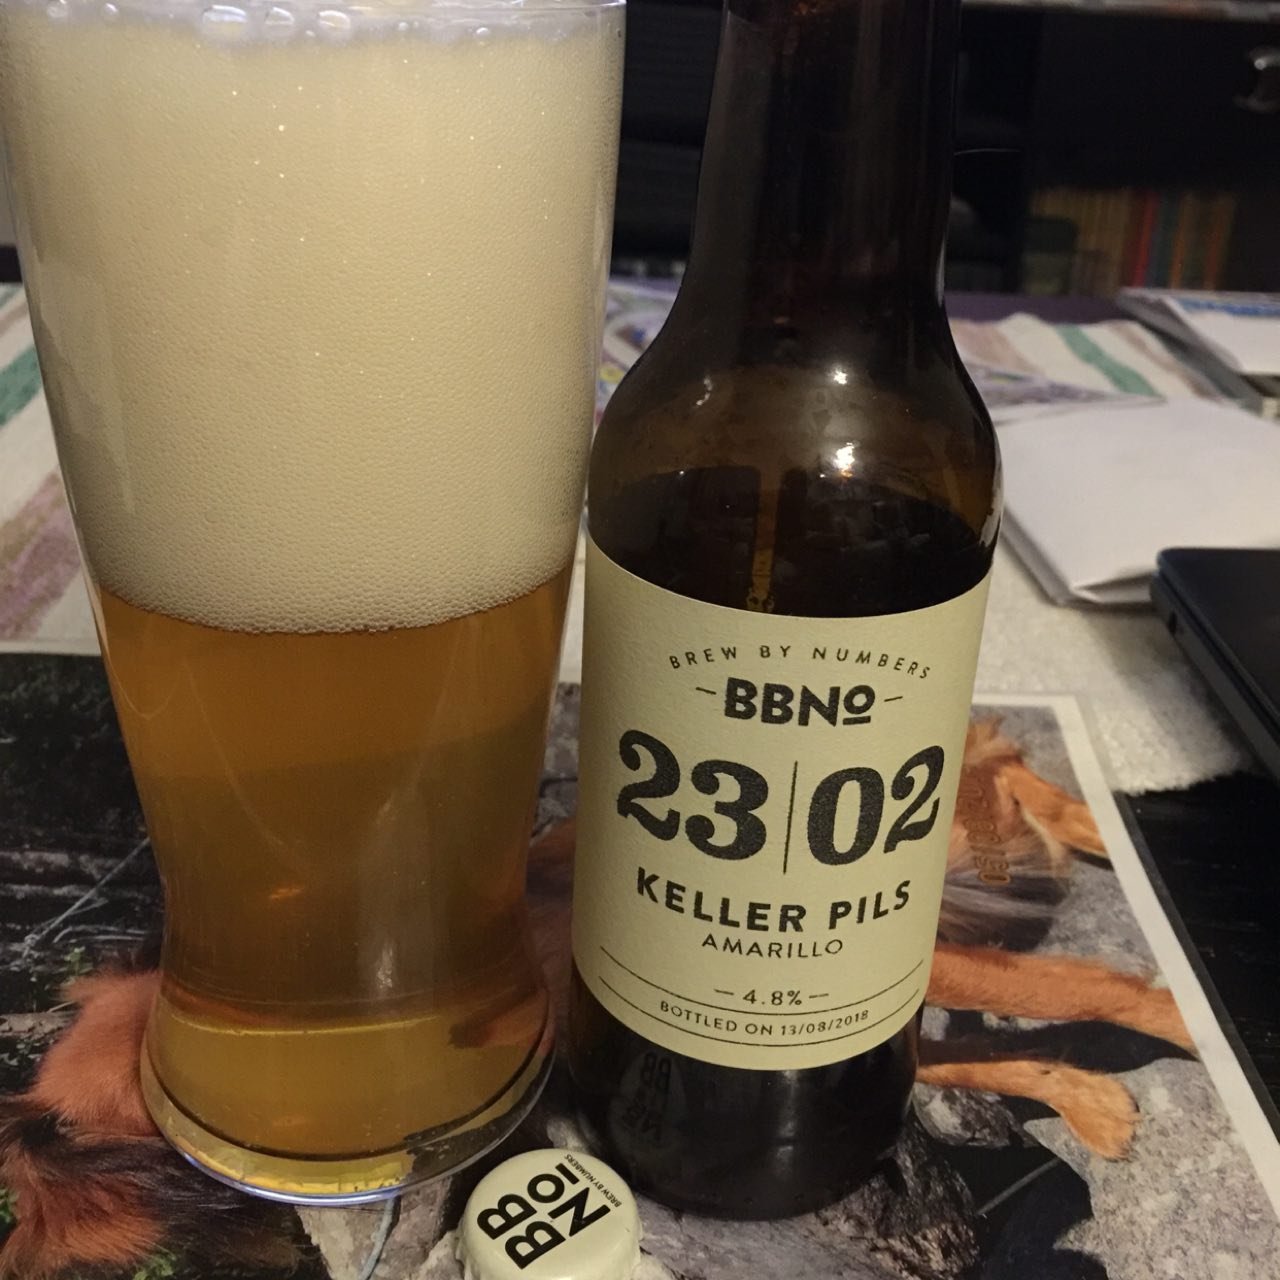 BREW BY NUMBERS
-BBNo-
23|02
KELLER PILS
AMARILLO
-4.8%-
BOTTLED ON 13/08/2018
BB
No
BREW BY NUMBERS